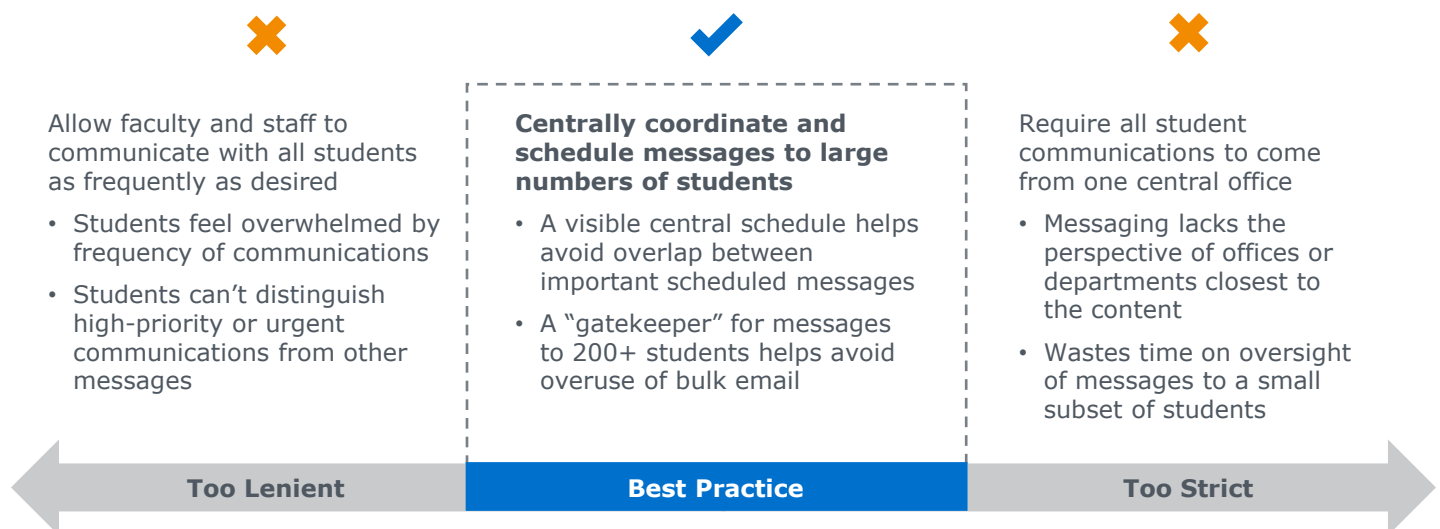 Allow faculty and staff to
communicate with all students
as frequently as desired
• Students feel overwhelmed by
frequency of communications
• Students can’t distinguish
high-priority or urgent
communications from other
messages
Centrally coordinate and
schedule messages to large
numbers of students
• A visible central schedule helps
avoid overlap between
important scheduled messages
• A “gatekeeper” for messages
to 200+ students helps avoid
overuse of bulk email
Require all student
communications to come
from one central office
• Messaging lacks the
perspective of offices or
departments closest to
the content
• Wastes time on oversight
of messages to a small
subset of students
Too Lenient
Best Practice
Too Strict